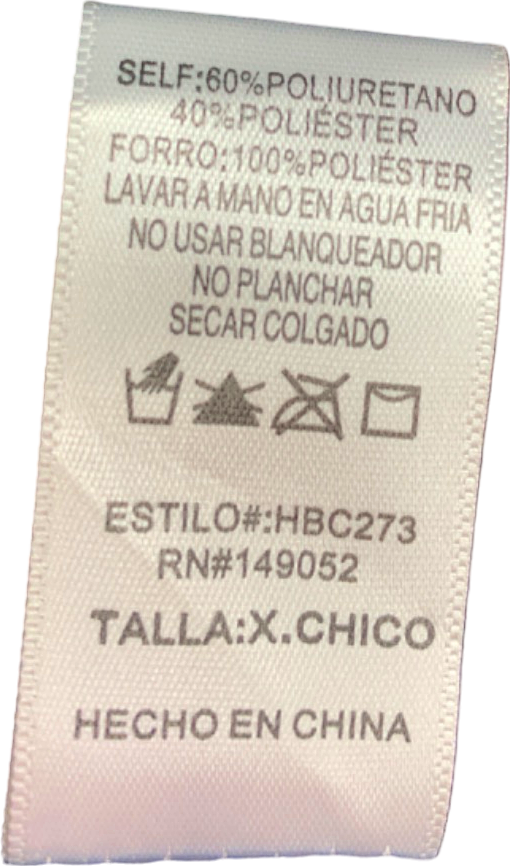 SELF:60%POLIURETANO
40%POLIÉSTER
FORRO:100%POLIÉSTER
LAVAR A MANO EN AGUA FRIA
NO USAR BLANQUEADOR
NO PLANCHAR
SECAR COLGADO
ESTILO#:HBC273
RN#149052
TALLA:X.CHICO
HECHO EN CHINA